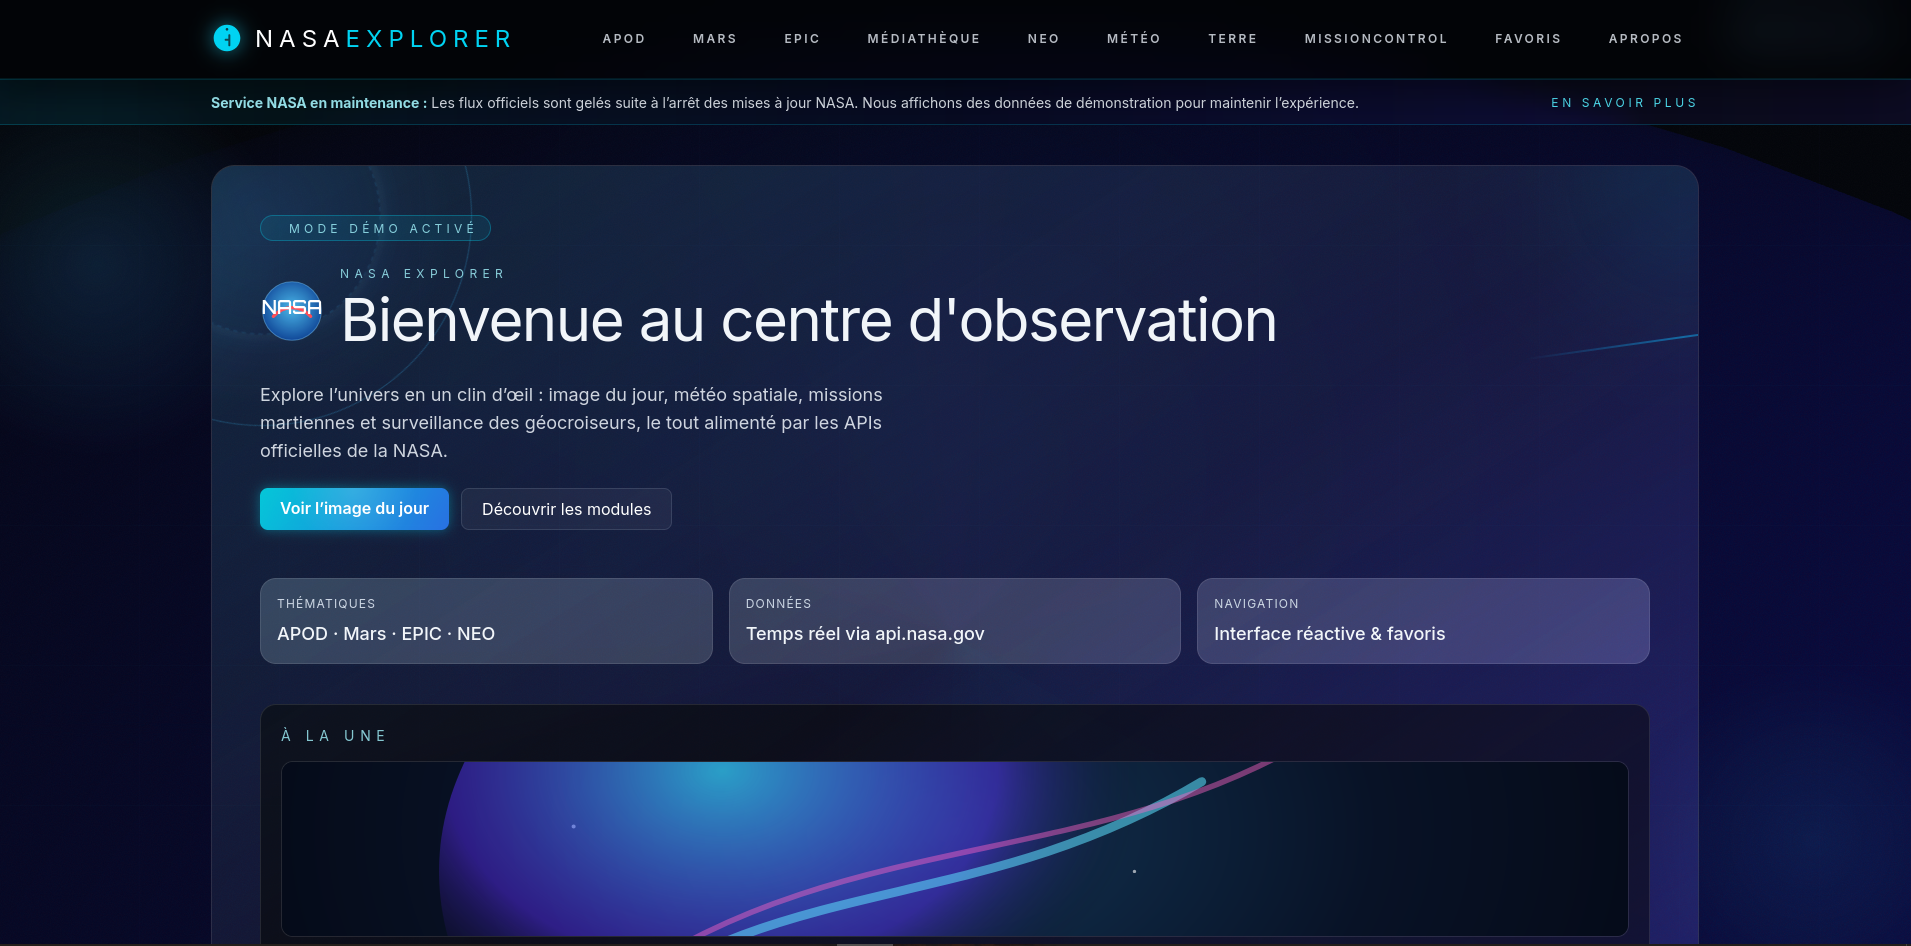 NASAEXPLORER
APOD MARS EPIC MÉDIATHÈQUE NEO MÉTÉO TERRE MISSIONCONTROL FAVORIS APROPOS
Service NASA en maintenance : Les flux officiels sont gelés suite à l’arrêt des mises à jour NASA. Nous affichons des données de démonstration pour maintenir l’expérience. EN SAVOIR PLUS
MODE DÉMO ACTIVÉ
NASA EXPLORER
NASA
Bienvenue au centre d'observation
Explore l’univers en un clin d’œil : image du jour, météo spatiale, missions
martiennes et surveillance des géocroiseurs, le tout alimenté par les APIs
officielles de la NASA.
Voir l’image du jour Découvrir les modules
THÉMATIQUES
APOD · Mars · EPIC · NEO
DONNÉES
Temps réel via api.nasa.gov
NAVIGATION
Interface réactive & favoris
À LA UNE